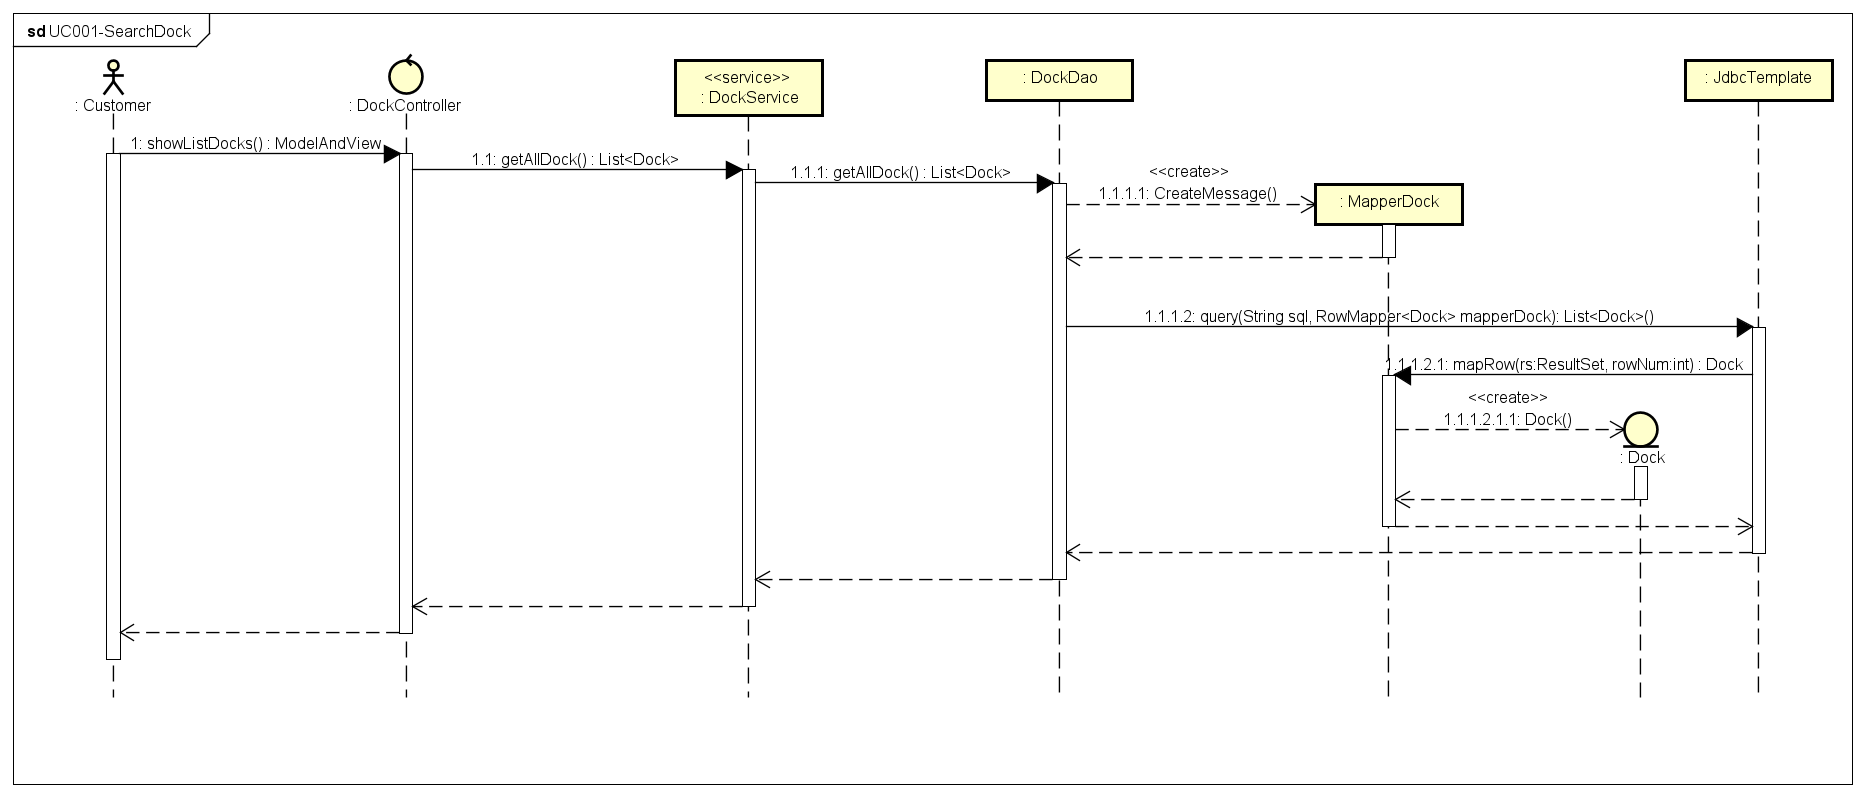 sd UC001-SearchDock
: Customer
: DockController
<<service>>
: DockService
: DockDao
: JdbcTemplate
1: showListDocks() : ModelAndView
1.1: getAllDock() : List<Dock>
1.1.1: getAllDock() : List<Dock>
<<create>>
1.1.1.1: CreateMessage()
: MapperDock
1.1.1.2: query(String sql, RowMapper<Dock> mapperDock): List<Dock>()
1.1.1.2.1: mapRow(rs:ResultSet, rowNum:int) : Dock
<<create>>
1.1.1.2.1.1: Dock()
: Dock